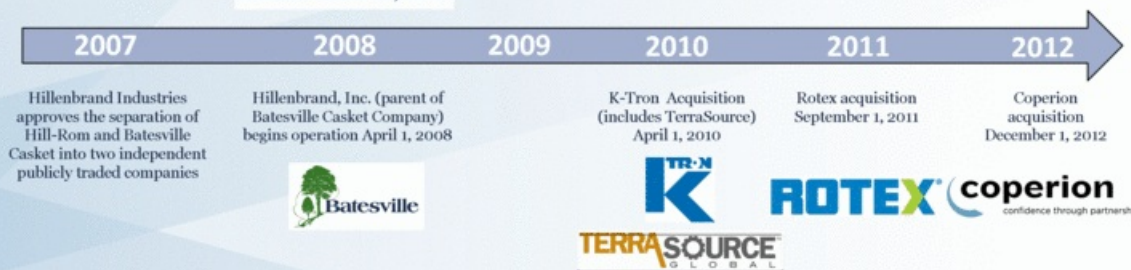 2007 2008 2009 2010 2011 2012
Hillenbrand Industries
approves the separation of
Hill-Rom and Batesville
Casket into two independent
publicly traded companies
Hillenbrand, Inc. (parent of
Batesville Casket Company)
begins operation April 1, 2008
Batesville
K-Tron Acquisition
(includes TerraSource)
April 1, 2010
K-TRON
TERRASOURCE
GLOBAL
Rotex acquisition
September 1, 2011
ROTEX
Coperion
acquisition
December 1, 2012
coperion
confidence through